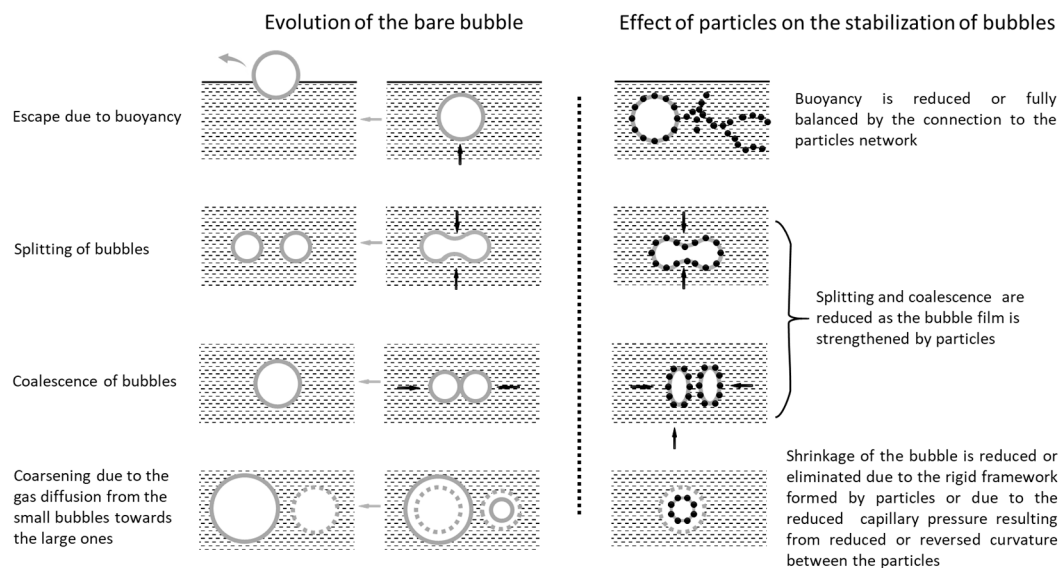 Evolution of the bare bubble
Effect of particles on the stabilization of bubbles
Escape due to buoyancy
Buoyancy is reduced or fully
balanced by the connection to the
particles network
Splitting of bubbles
Splitting and coalescence are
reduced as the bubble film is
strengthened by particles
Coalescence of bubbles
Coarsening due to the
gas diffusion from the
small bubbles towards
the large ones
Shrinkage of the bubble is reduced or
eliminated due to the rigid framework
formed by particles or due to the
reduced capillary pressure resulting
from reduced or reversed curvature
between the particles